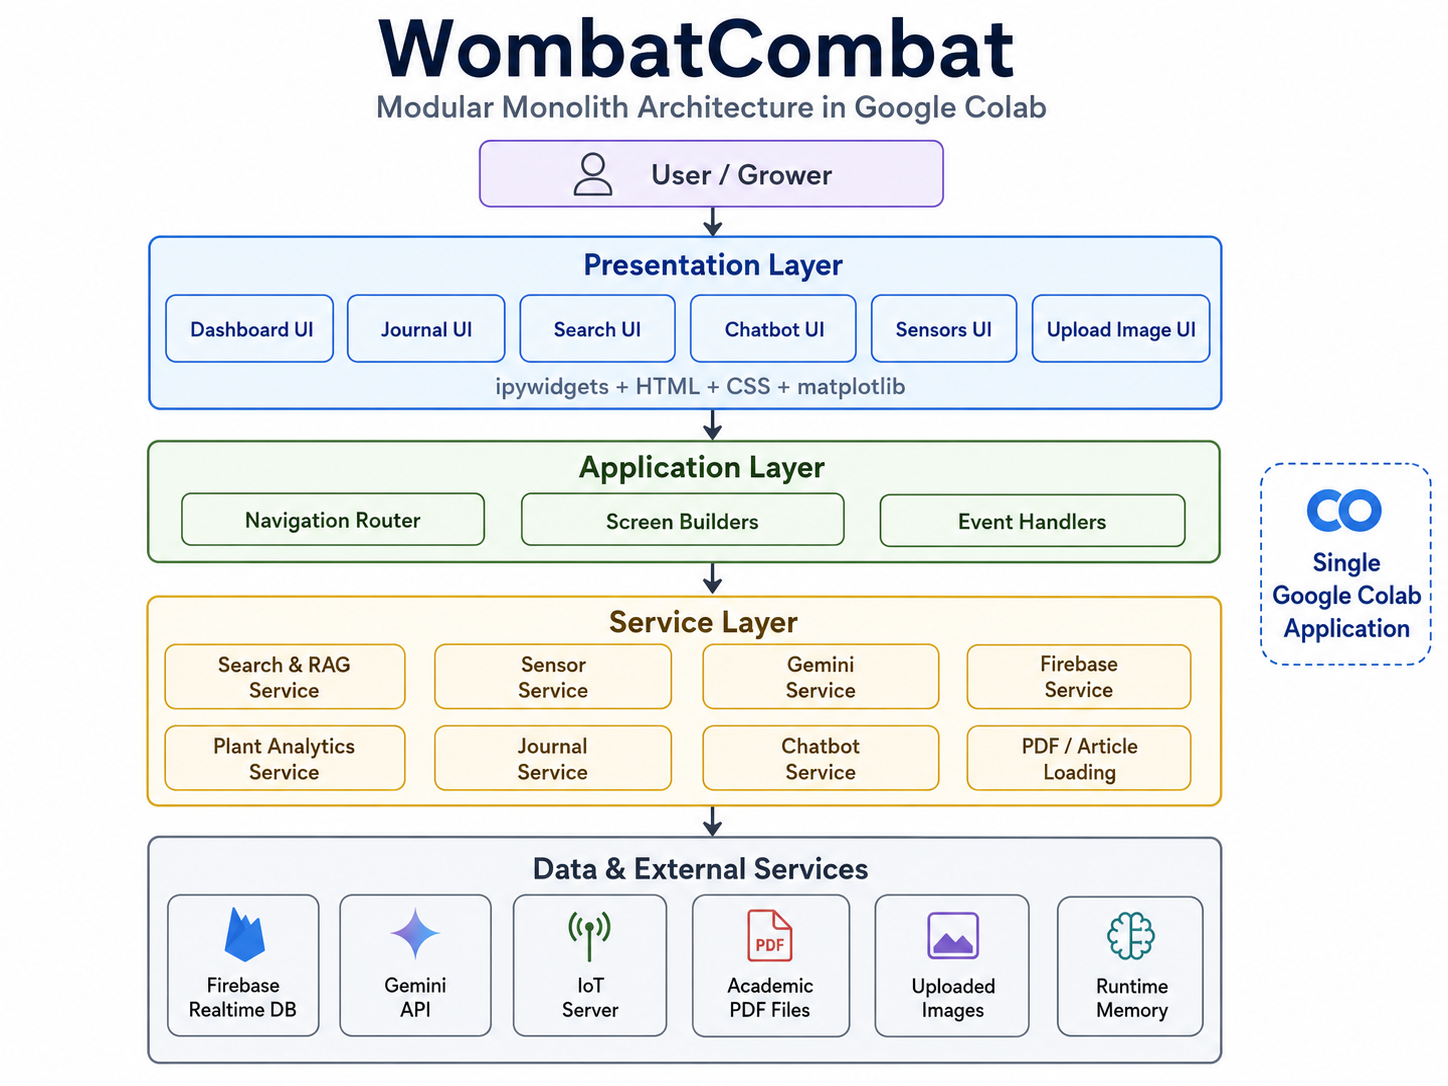 WombatCombat
Modular Monolith Architecture in Google Colab
User / Grower
Presentation Layer
Dashboard UI
Journal UI
Search UI
Chatbot UI
Sensors UI
Upload Image UI
ipywidgets + HTML + CSS + matplotlib
Application Layer
Navigation Router
Screen Builders
Event Handlers
Single
Google Colab
Application
Service Layer
Search & RAG
Service
Sensor
Service
Gemini
Service
Firebase
Service
Plant Analytics
Service
Journal
Service
Chatbot
Service
PDF / Article
Loading
Data & External Services
Firebase
Realtime DB
Gemini
API
IoT
Server
PDF
Academic
PDF Files
Uploaded
Images
Runtime
Memory